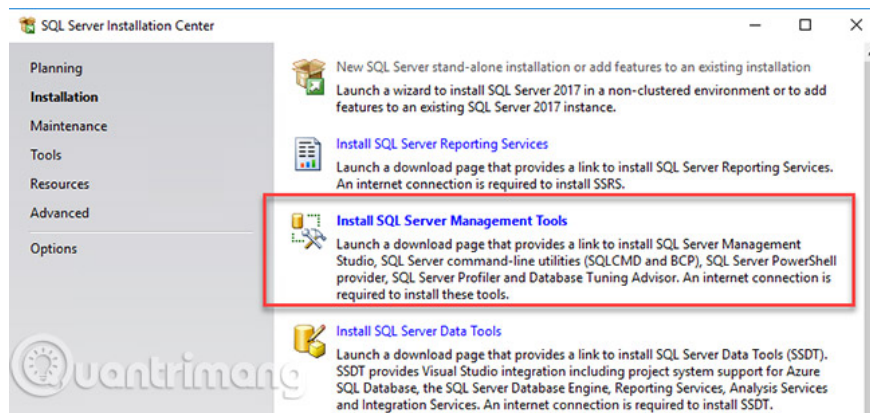 SQL Server Installation Center
Planning
Installation
Maintenance
Tools
Resources
Advanced
Options
New SQL Server stand-alone installation or add features to an existing installation
Launch a wizard to install SQL Server 2017 in a non-clustered environment or to add
features to an existing SQL Server 2017 instance.
Install SQL Server Reporting Services
Launch a download page that provides a link to install SQL Server Reporting Services.
An internet connection is required to install SSRS.
Install SQL Server Management Tools
Launch a download page that provides a link to install SQL Server Management
Studio, SQL Server command-line utilities (SQLCMD and BCP), SQL Server PowerShell
provider, SQL Server Profiler and Database Tuning Advisor. An internet connection is
required to install these tools.
Install SQL Server Data Tools
Launch a download page that provides a link to install SQL Server Data Tools (SSDT).
SSDT provides Visual Studio integration including project system support for Azure
SQL Database, the SQL Server Database Engine, Reporting Services, Analysis Services
and Integration Services. An internet connection is required to install SSDT.
Quantrimang